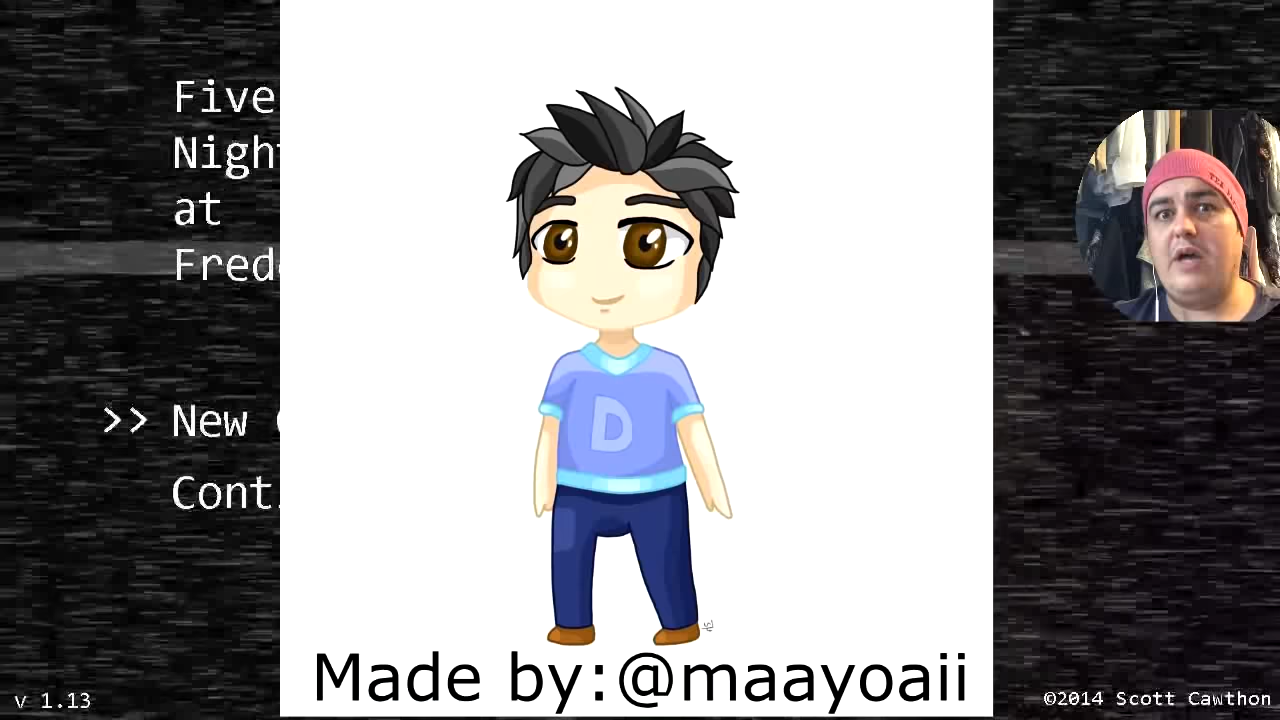 Five
Nigh
at
Fred
>> New
Cont
D
Made by:@maayoaii
v 1.13
©2014 Scott Cawthon